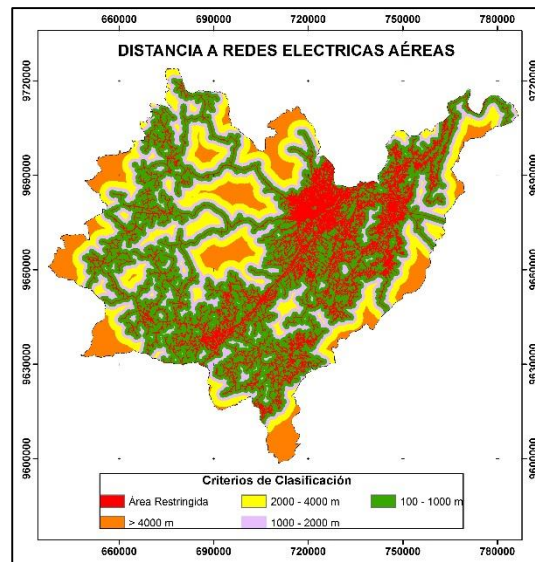 660000 690000 720000 750000 780000
DISTANCIA A REDES ELECTRICAS AÉREAS
9720000 9720000
9690000 9690000
9660000 9660000
9630000 9630000
9600000 9600000
Criterios de Clasificación
Área Restringida 2000 - 4000 m 100 - 1000 m
> 4000 m 1000 - 2000 m
660000 690000 720000 750000 780000